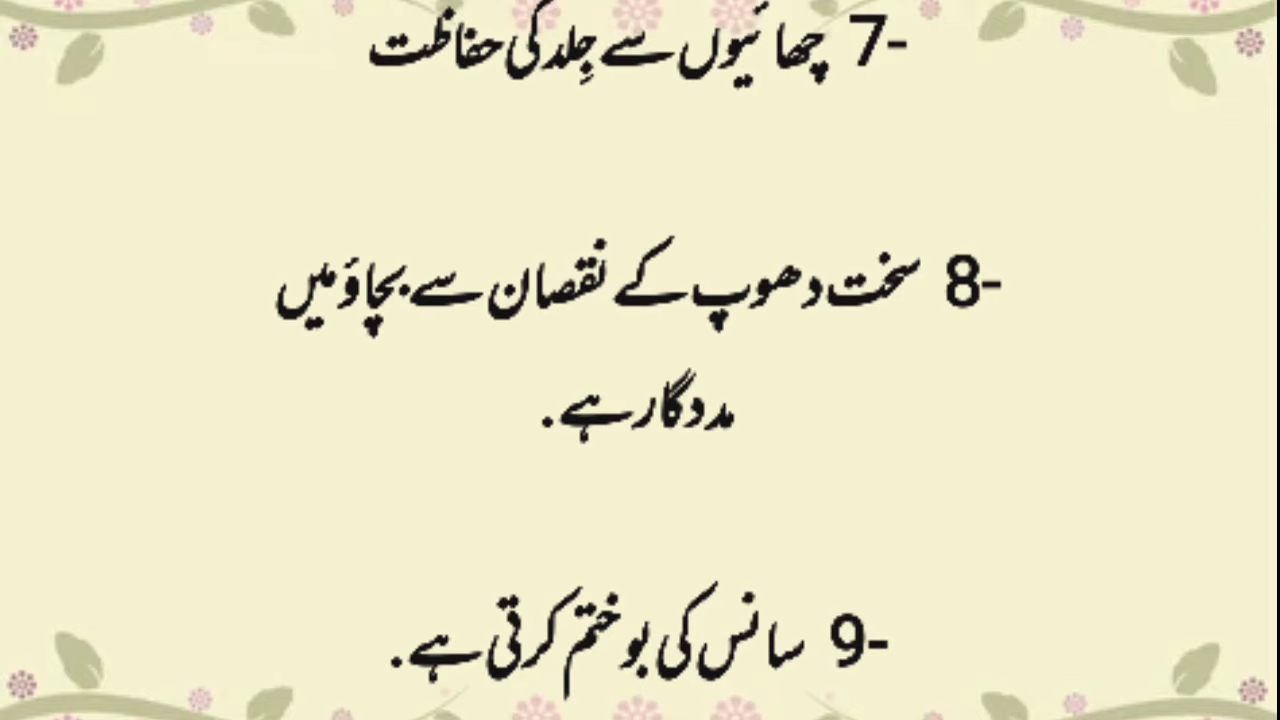 7- چھائیوں سے جِلد کی حفاظت
8- سخت دھوپ کے نقصان سے بچاؤ میں
مددگار ہے.
9- سانس کی بو ختم کرتی ہے.